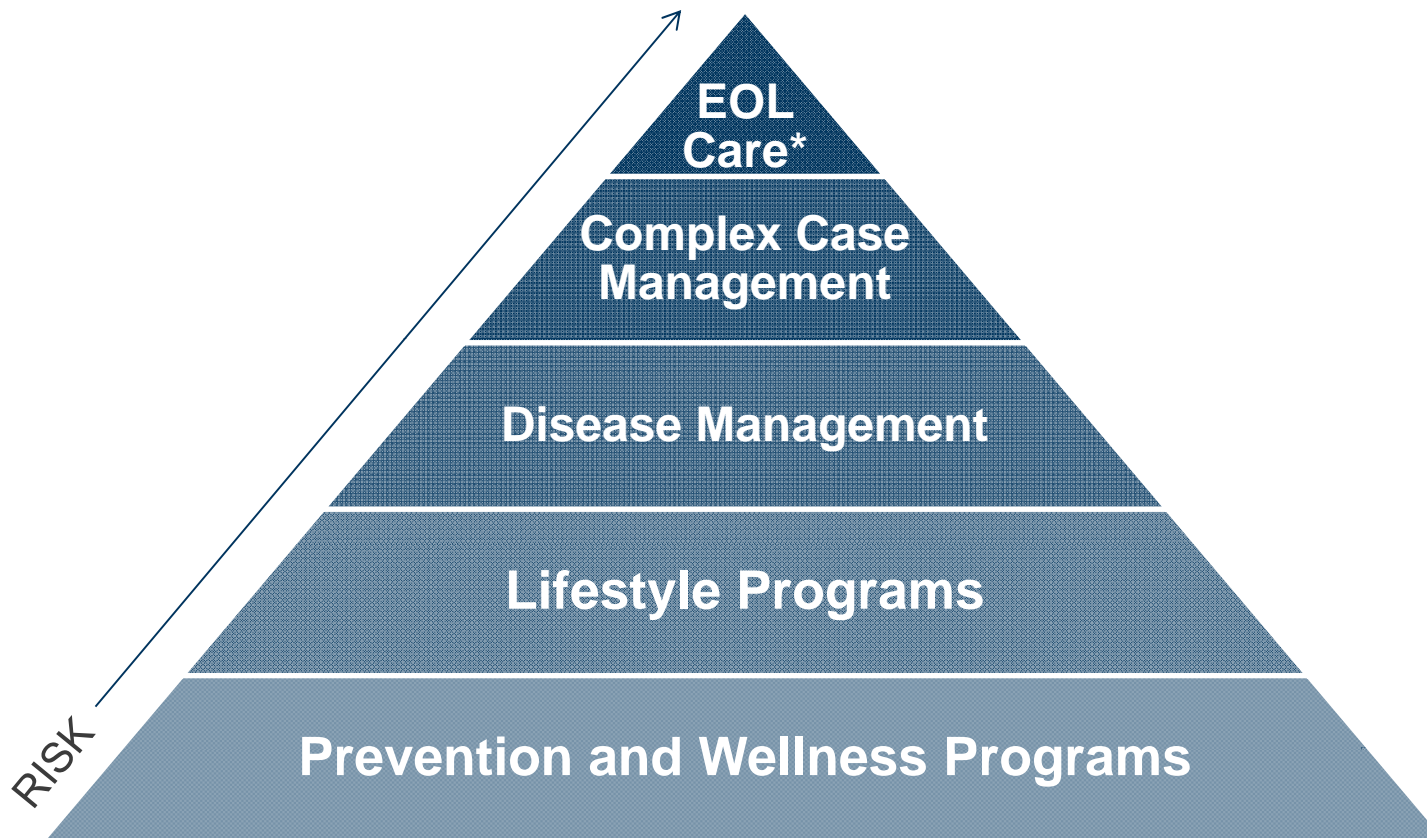 EOL
Care*
Complex Case
Management
Disease Management
Lifestyle Programs
Prevention and Wellness Programs
RISK